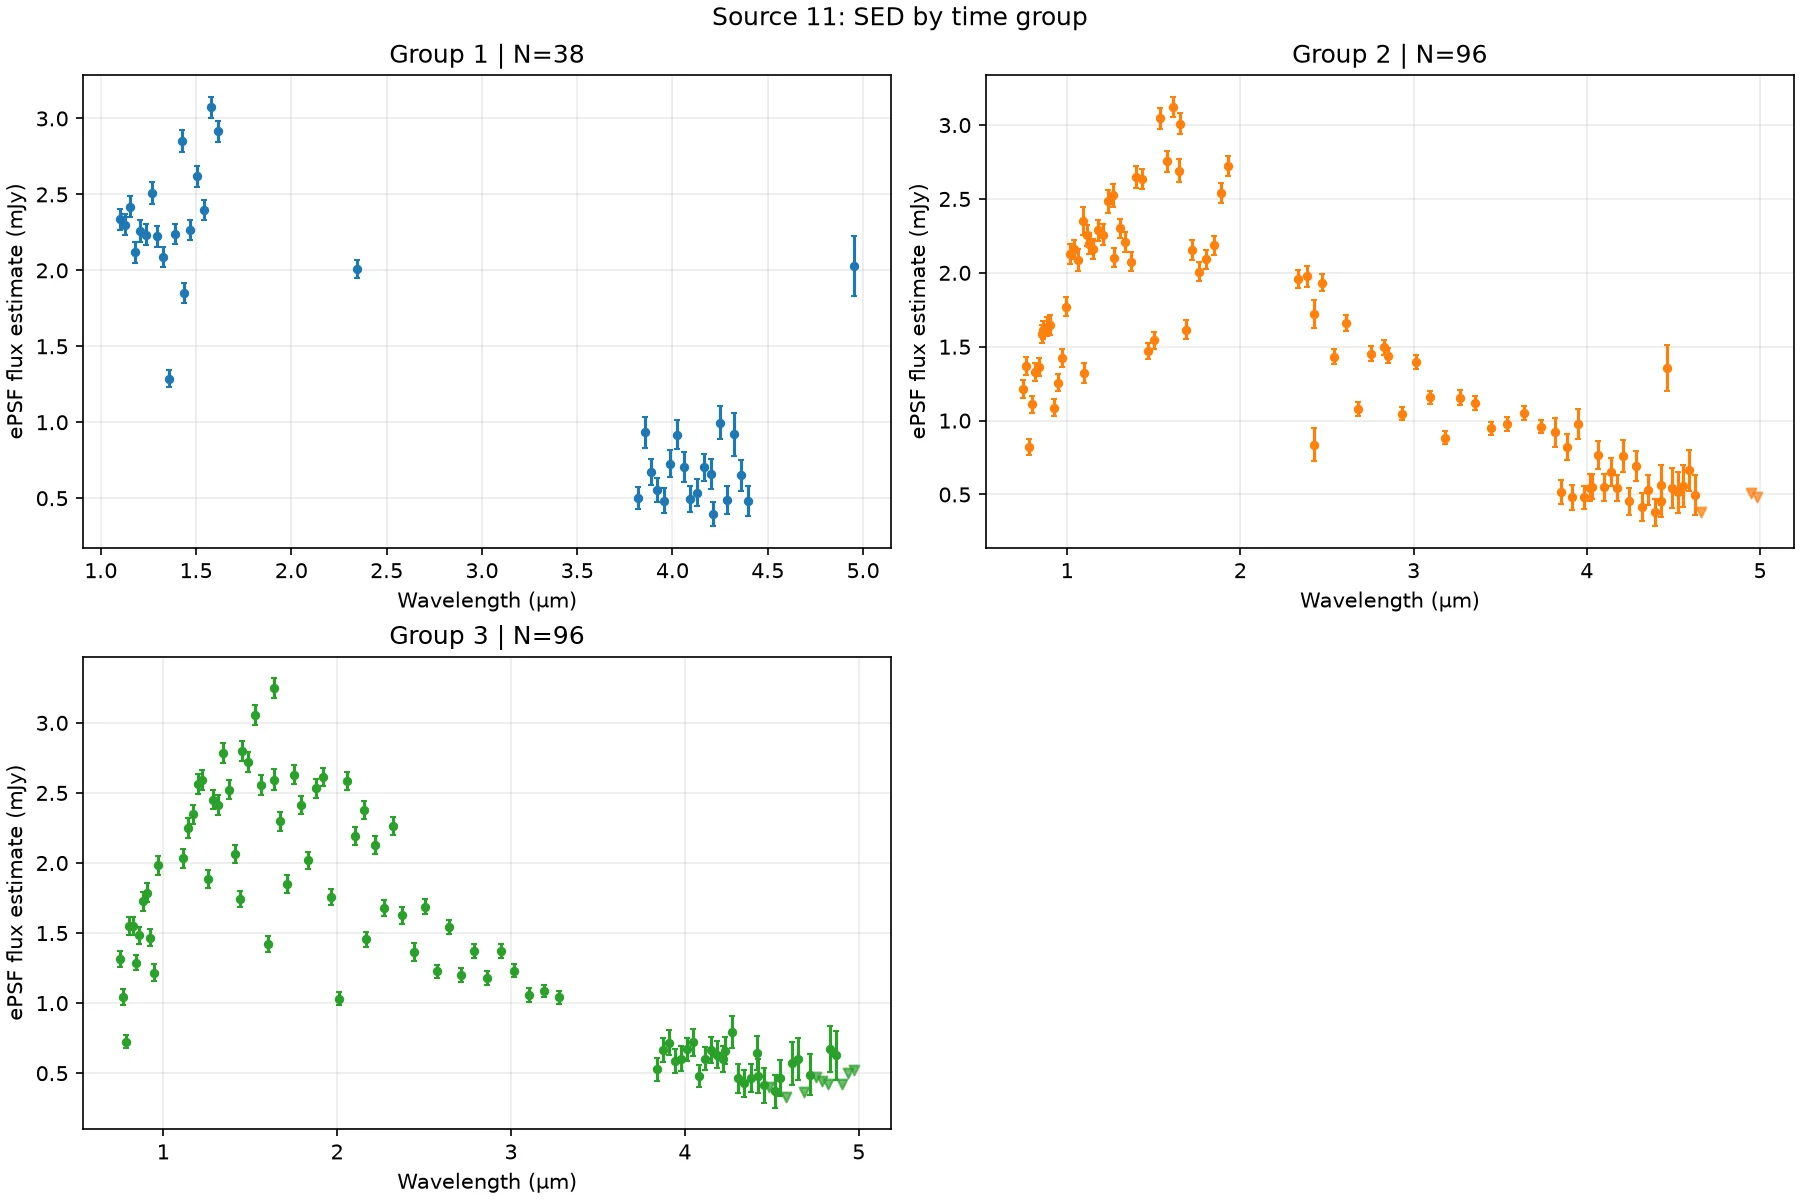 Source 11: SED by time group
Group 1 | N=38
ePSF flux estimate (mJy)
3.0
2.5
2.0
1.5
1.0
0.5
1.0 1.5 2.0 2.5 3.0 3.5 4.0 4.5 5.0
Wavelength (µm)
Group 2 | N=96
ePSF flux estimate (mJy)
3.0
2.5
2.0
1.5
1.0
0.5
1 2 3 4 5
Wavelength (µm)
Group 3 | N=96
ePSF flux estimate (mJy)
3.0
2.5
2.0
1.5
1.0
0.5
1 2 3 4 5
Wavelength (µm)